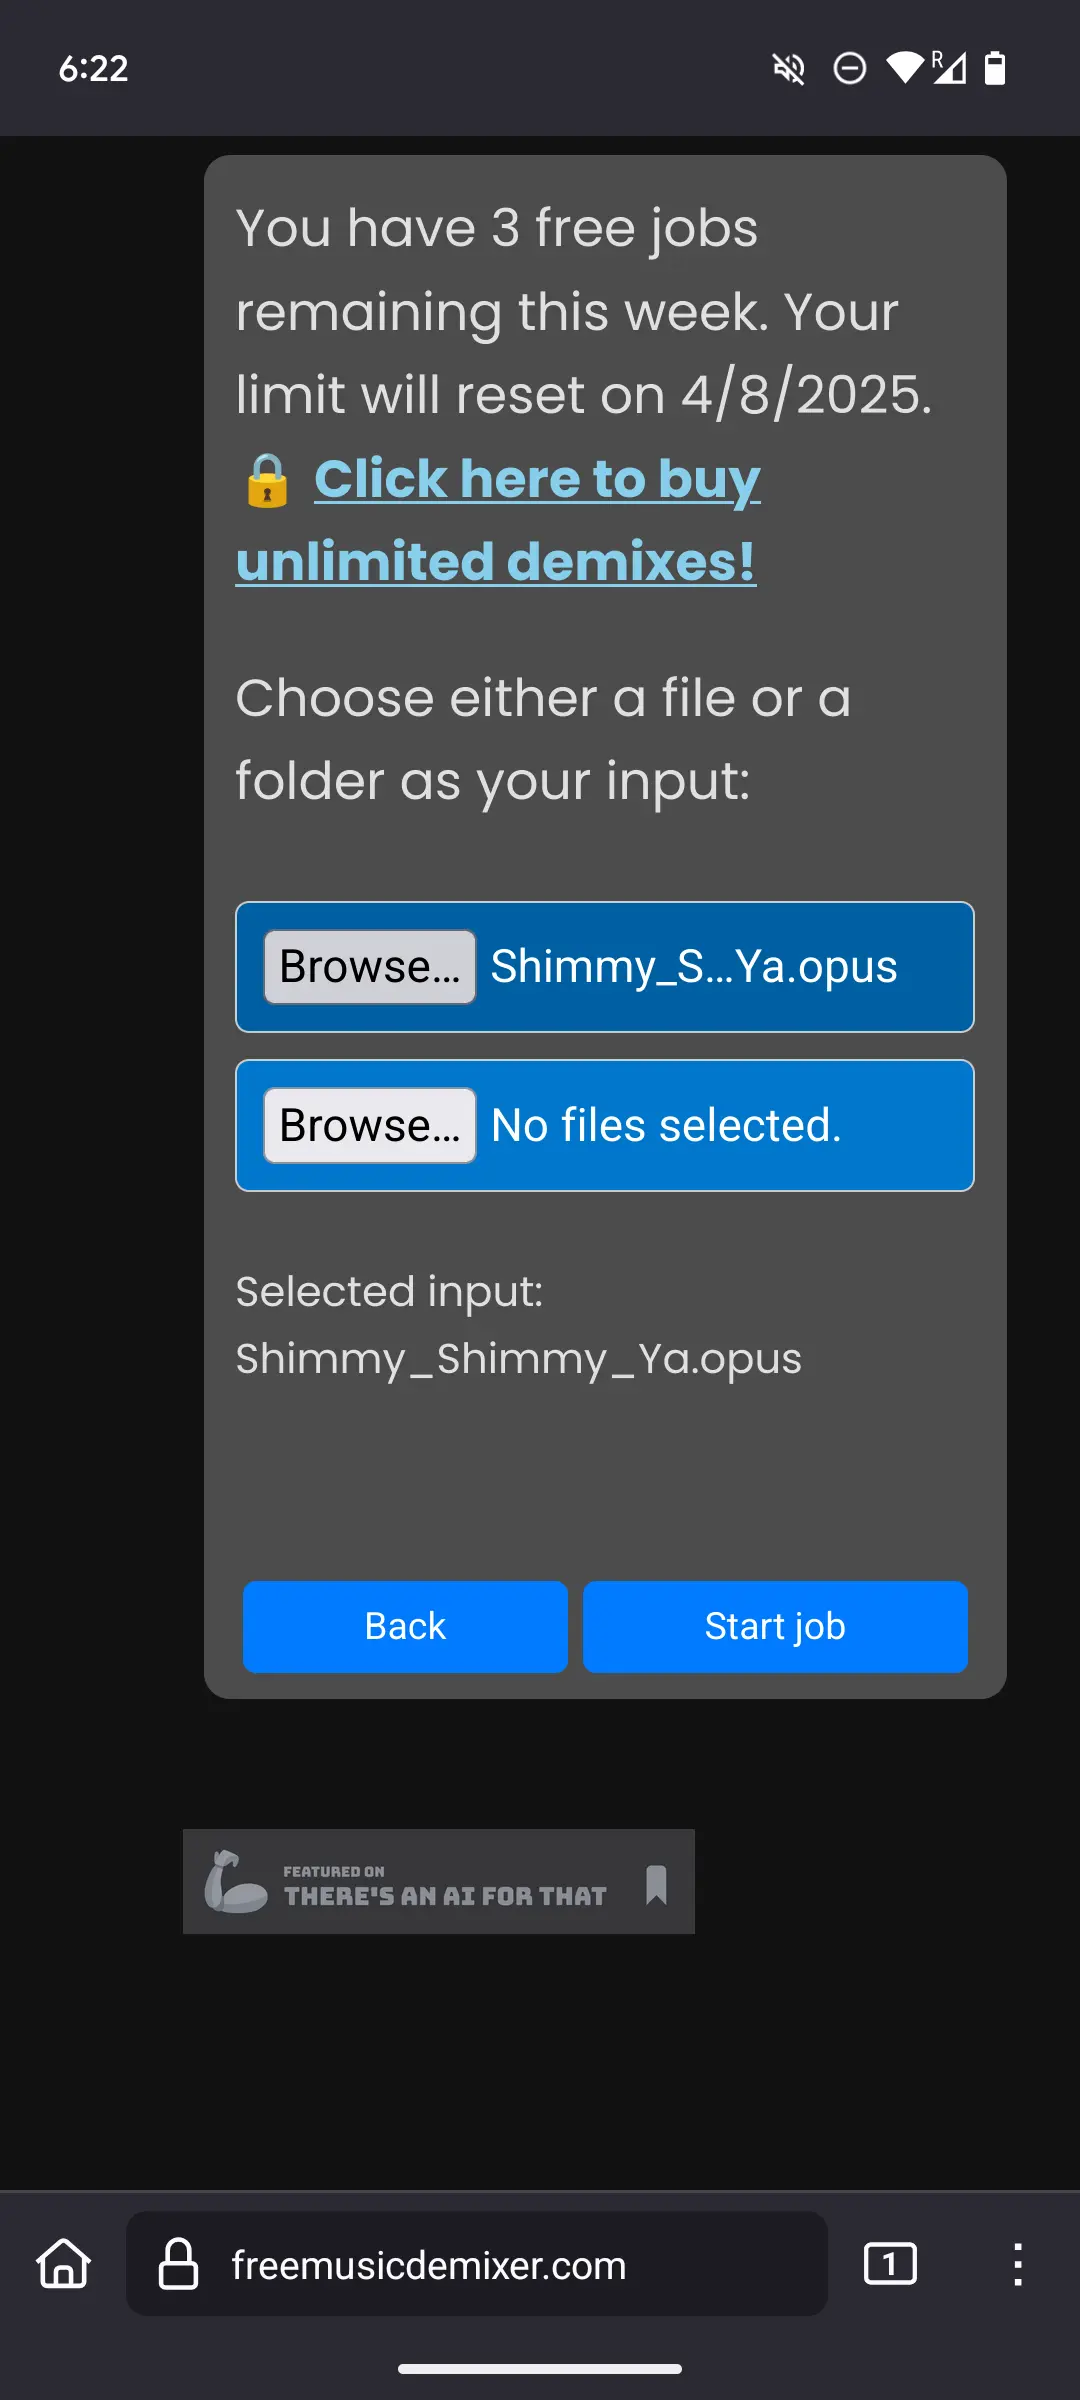 6:22
R
You have 3 free jobs
remaining this week. Your
limit will reset on 4/8/2025.
🔒 Click here to buy
unlimited demixes!
Choose either a file or a
folder as your input:
Browse... Shimmy_S...Ya.opus
Browse... No files selected.
Selected input:
Shimmy_Shimmy_Ya.opus
Back Start job
FEATURED ON
THERE'S AN AI FOR THAT
freemusicdemixer.com 1